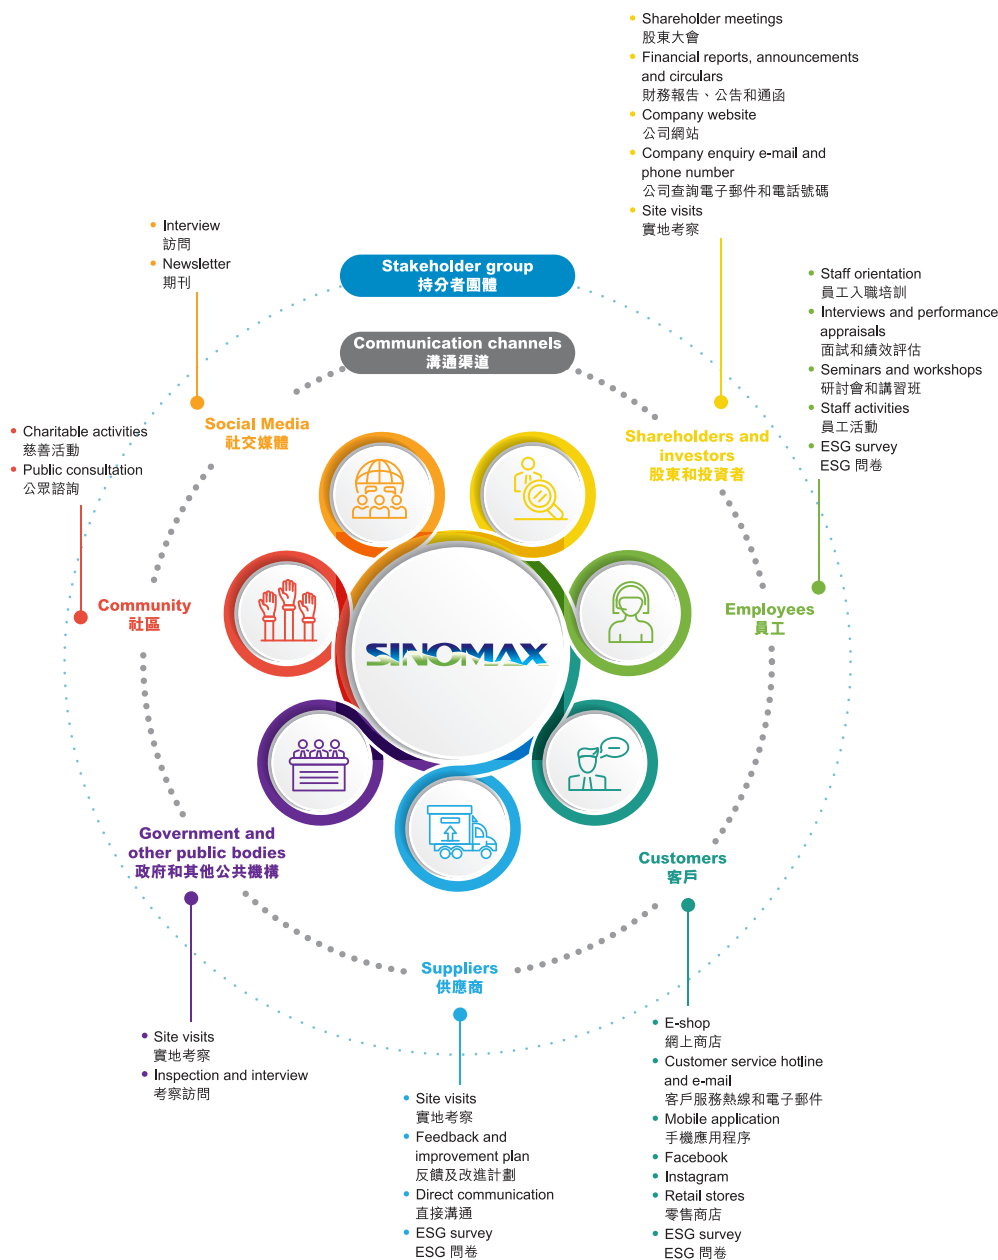 Shareholder meetings
股東大會
Financial reports, announcements
and circulars
財務報告、公告和通函
Company website
公司網站
Company enquiry e-mail and
phone number
公司查詢電子郵件和電話號碼
Site visits
實地考察
Interview
訪問
Newsletter
期刊
Stakeholder group
持分者團體
Communication channels
溝通渠道
Staff orientation
員工入職培訓
Interviews and performance
appraisals
面試和績效評估
Seminars and workshops
研討會和講習班
Staff activities
員工活動
ESG survey
ESG 問卷
Charitable activities
慈善活動
Public consultation
公眾諮詢
Social Media
社交媒體
Shareholders and
investors
股東和投資者
Community
社區
Employees
員工
SINOMAX
Government and
other public bodies
政府和其他公共機構
Customers
客戶
Suppliers
供應商
Site visits
實地考察
Inspection and interview
考察訪問
Site visits
實地考察
Feedback and
improvement plan
反饋及改進計劃
Direct communication
直接溝通
ESG survey
ESG 問卷
E-shop
網上商店
Customer service hotline
and e-mail
客戶服務熱線和電子郵件
Mobile application
手機應用程序
Facebook
Instagram
Retail stores
零售商店
ESG survey
ESG 問卷